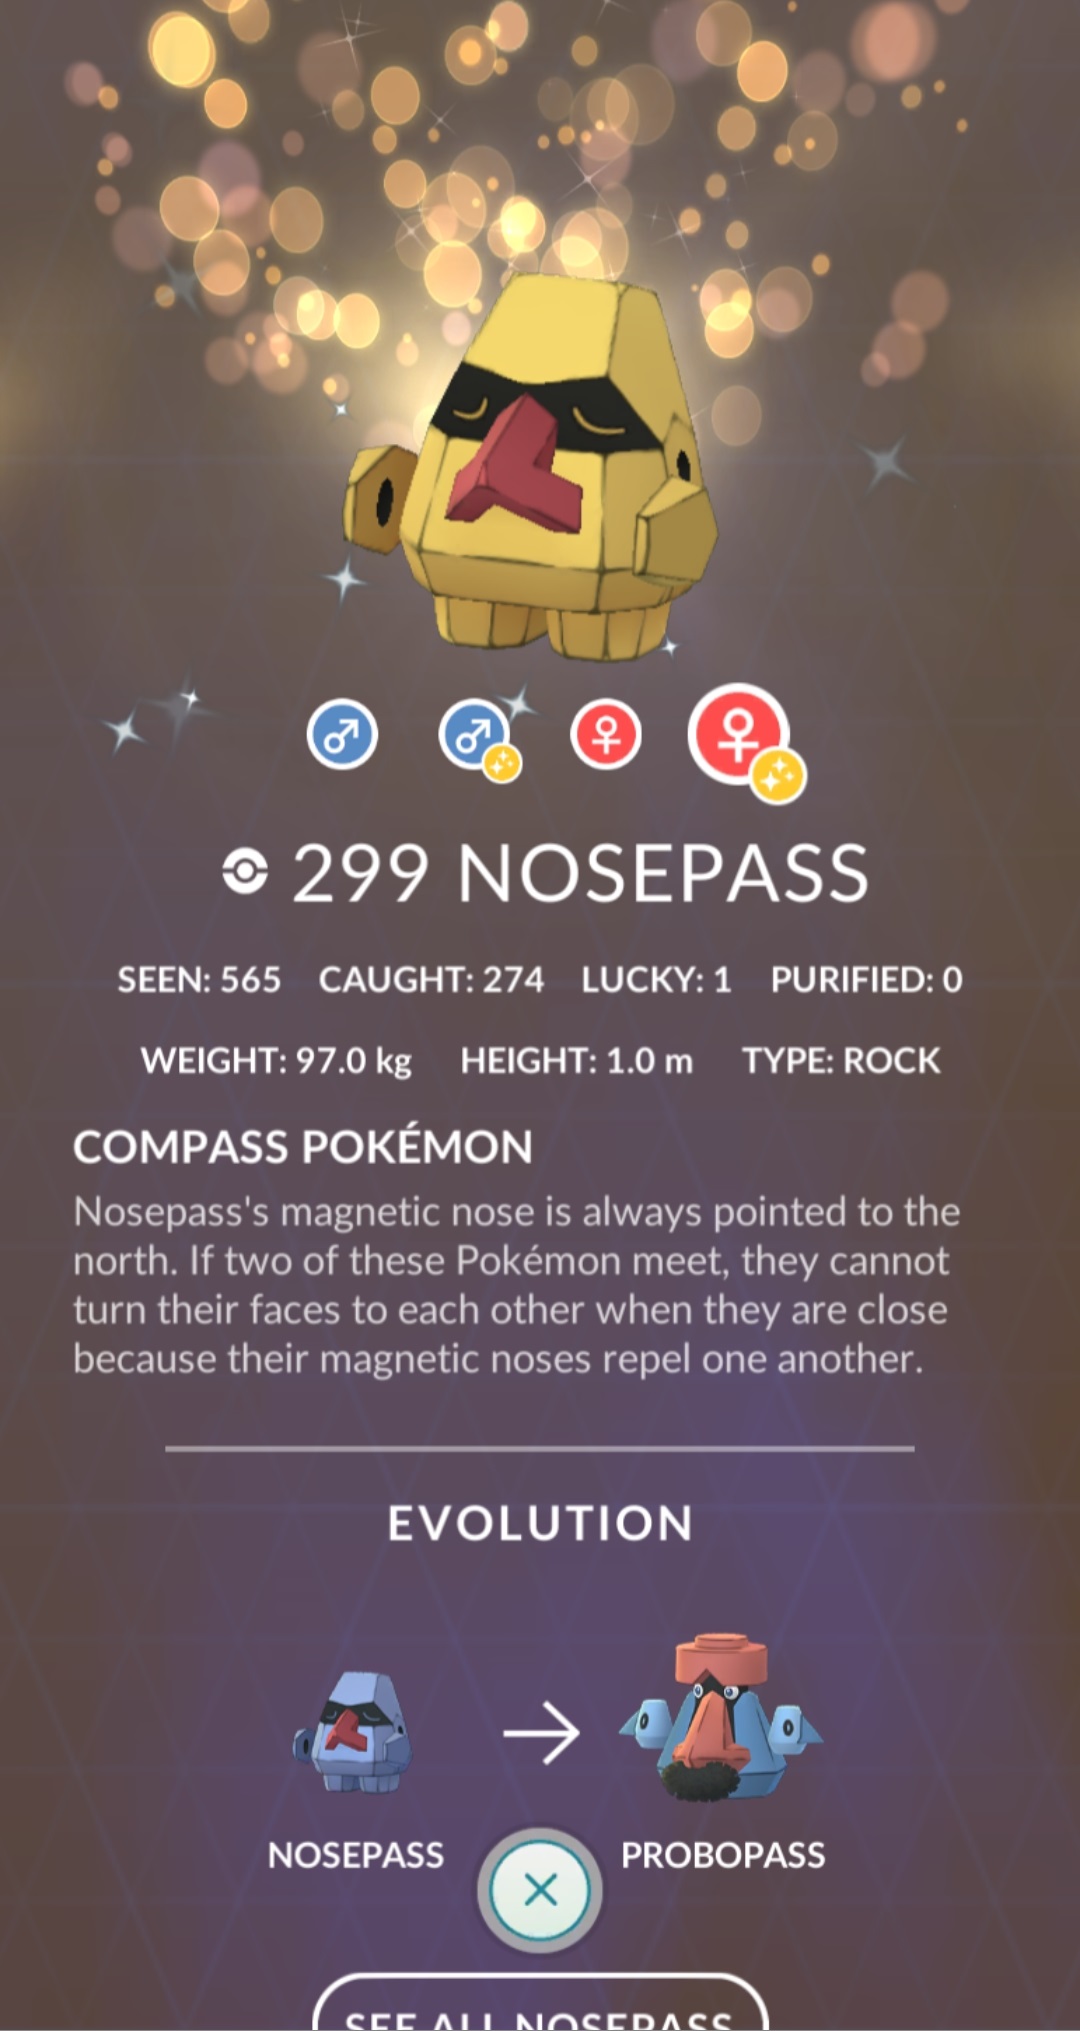 299 NOSEPASS
SEEN: 565 CAUGHT: 274 LUCKY: 1 PURIFIED: 0
WEIGHT: 97.0 kg HEIGHT: 1.0 m TYPE: ROCK
COMPASS POKÉMON
Nosepass's magnetic nose is always pointed to the
north. If two of these Pokémon meet, they cannot
turn their faces to each other when they are close
because their magnetic noses repel one another.
EVOLUTION
NOSEPASS PROBOPASS
SEE ALL NOSEPASS